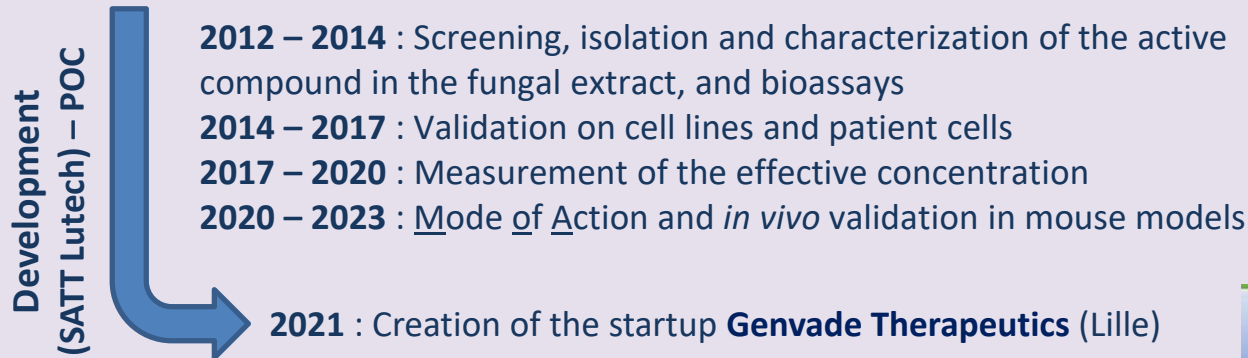 Development
(SATT Lutech) – POC
2012 – 2014 : Screening, isolation and characterization of the active
compound in the fungal extract, and bioassays
2014 – 2017 : Validation on cell lines and patient cells
2017 – 2020 : Measurement of the effective concentration
2020 – 2023 : Mode of Action and in vivo validation in mouse models
2021 : Creation of the startup Genvade Therapeutics (Lille)